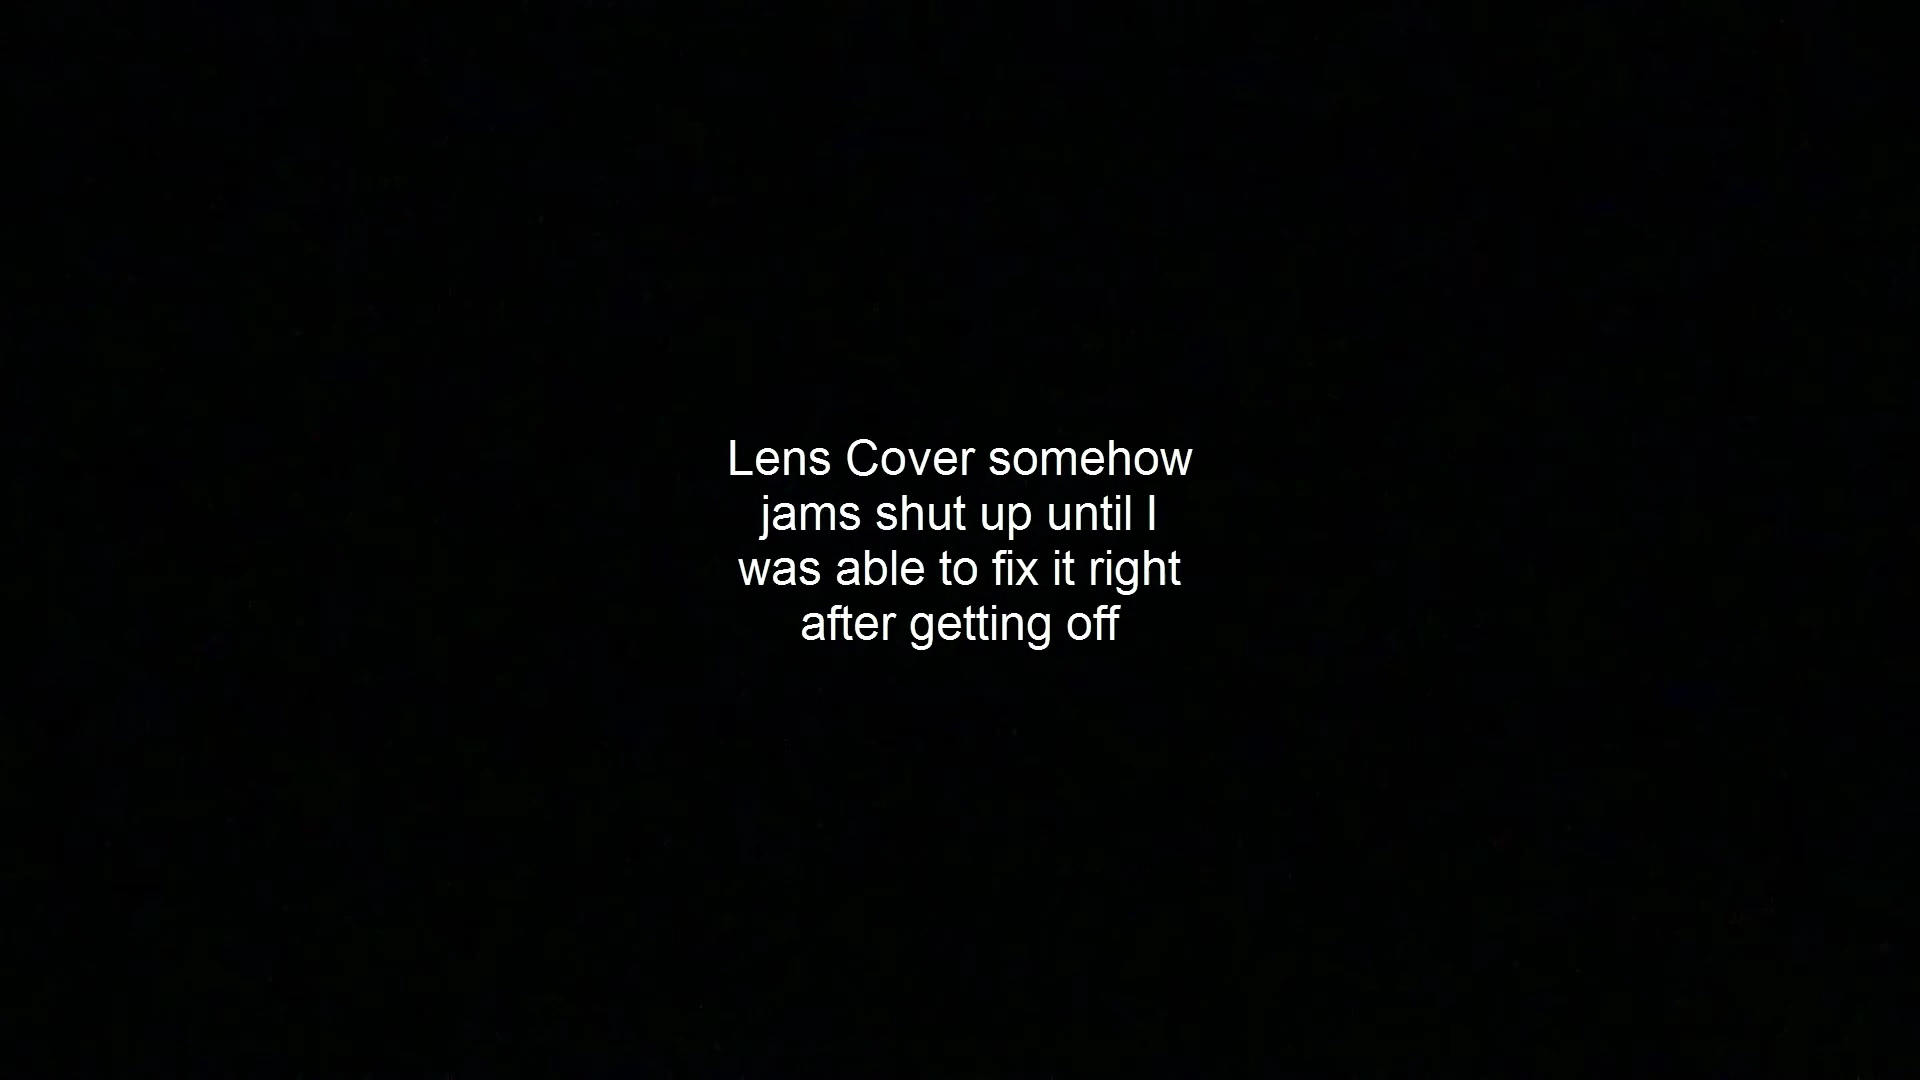 Lens Cover somehow
jams shut up until I
was able to fix it right
after getting off